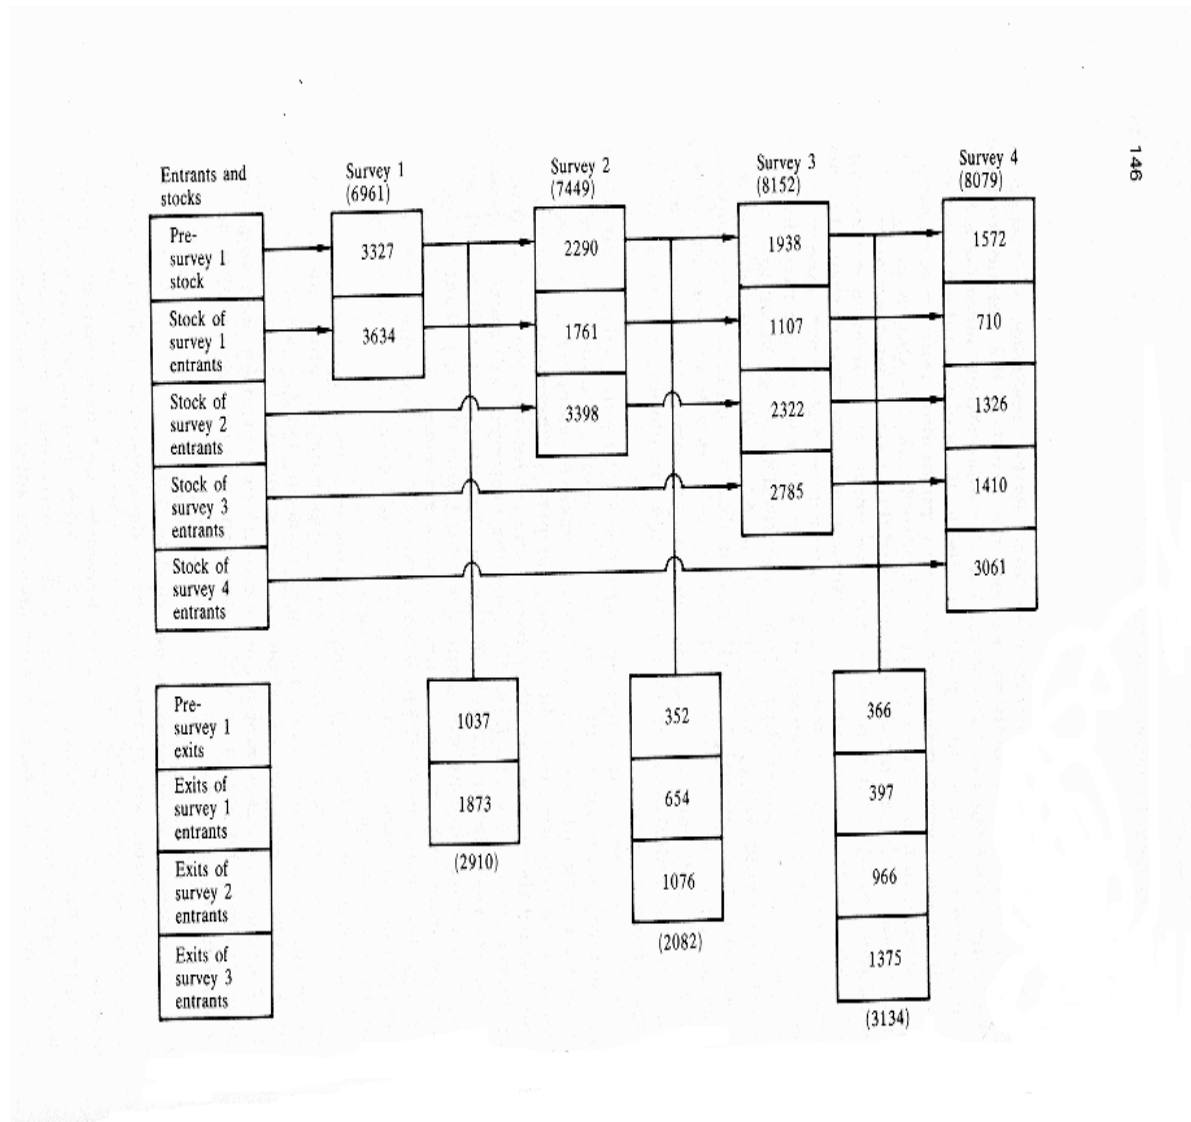 146
Entrants and
stocks
Survey 1
(6961)
Survey 2
(7449)
Survey 3
(8152)
Survey 4
(8079)
Pre-
survey 1
stock
3327
2290
1938
1572
Stock of
survey 1
entrants
3634
1761
1107
710
Stock of
survey 2
entrants
3398
2322
1326
Stock of
survey 3
entrants
2785
1410
Stock of
survey 4
entrants
3061
Pre-
survey 1
exits
1037
352
366
Exits of
survey 1
entrants
1873
654
397
(2910)
Exits of
survey 2
entrants
1076
966
(2082)
Exits of
survey 3
entrants
1375
(3134)